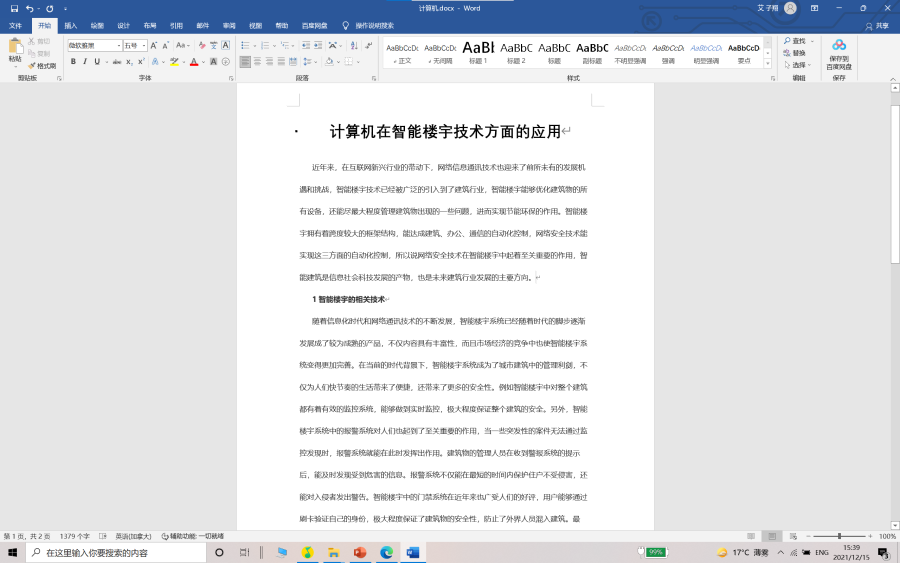 计算机.docx - Word
艾子翔
文件 开始 插入 绘图 设计 布局 引用 邮件 审阅 视图 帮助 百度网盘 操作说明搜索 共享
粘贴 剪切 复制 格式刷
微软雅黑 五号
AaBbCcDc AaBbCcDc AaBl AaBbC AaBbC AaBbC AaBbCcDc AaBbCcDc AaBbCcDc AaBbCcD
正文 无间隔 标题 1 标题 2 标题 副标题 不明显强调 强调 明显强调 要点
查找 替换 选择
保存到
百度网盘
剪贴板 字体 段落 样式 编辑 保存
计算机在智能楼宇技术方面的应用
近年来，在互联网新兴行业的带动下，网络信息通讯技术也迎来了前所未有的发展机
遇和挑战，智能楼宇技术已经被广泛的引入到了建筑行业，智能楼宇能够优化建筑物的所
有设备，还能尽最大程度管理建筑物出现的一些问题，进而实现节能环保的作用。智能楼
宇拥有着跨度较大的框架结构，能达成建筑、办公、通信的自动化控制，网络安全技术能
实现这三方面的自动化控制，所以说网络安全技术在智能楼宇中起着至关重要的作用，智
能建筑是信息社会科技发展的产物，也是未来建筑行业发展的主要方向。
1 智能楼宇的相关技术
随着信息化时代和网络通讯技术的不断发展，智能楼宇系统已经随着时代的脚步逐渐
发展成了较为成熟的产品，不仅内容具有丰富性，而且市场经济的竞争中也使智能楼宇系
统变得更加完善。在当前的时代背景下，智能楼宇系统成为了城市建筑中的管理利剑，不
仅为人们快节奏的生活带来了便捷，还带来了更多的安全性。例如智能楼宇中对整个建筑
都有着有效的监控系统，能够做到实时监控，极大程度保证整个建筑的安全。另外，智能
楼宇系统中的报警系统对人们也起到了至关重要的作用，当一些突发性的案件无法通过监
控发现时，报警系统就能在此时发挥出作用。建筑物的管理人员在收到警报系统的提示
后，能及时发现受到危害的信息。报警系统不仅能在最短的时间内保护住户不受侵害，还
能对入侵者发出警告。智能楼宇中的门禁系统在近年来也广受人们的好评，用户能够通过
刷卡验证自己的身份，极大程度保证了建筑物的安全性，防止了外界人员混入建筑。最
第 1 页，共 2 页 1379 个字 英语(加拿大) 辅助功能: 一切就绪 100%
在这里输入你要搜索的内容
99% 17°C 薄雾 ENG 15:39
2021/12/15